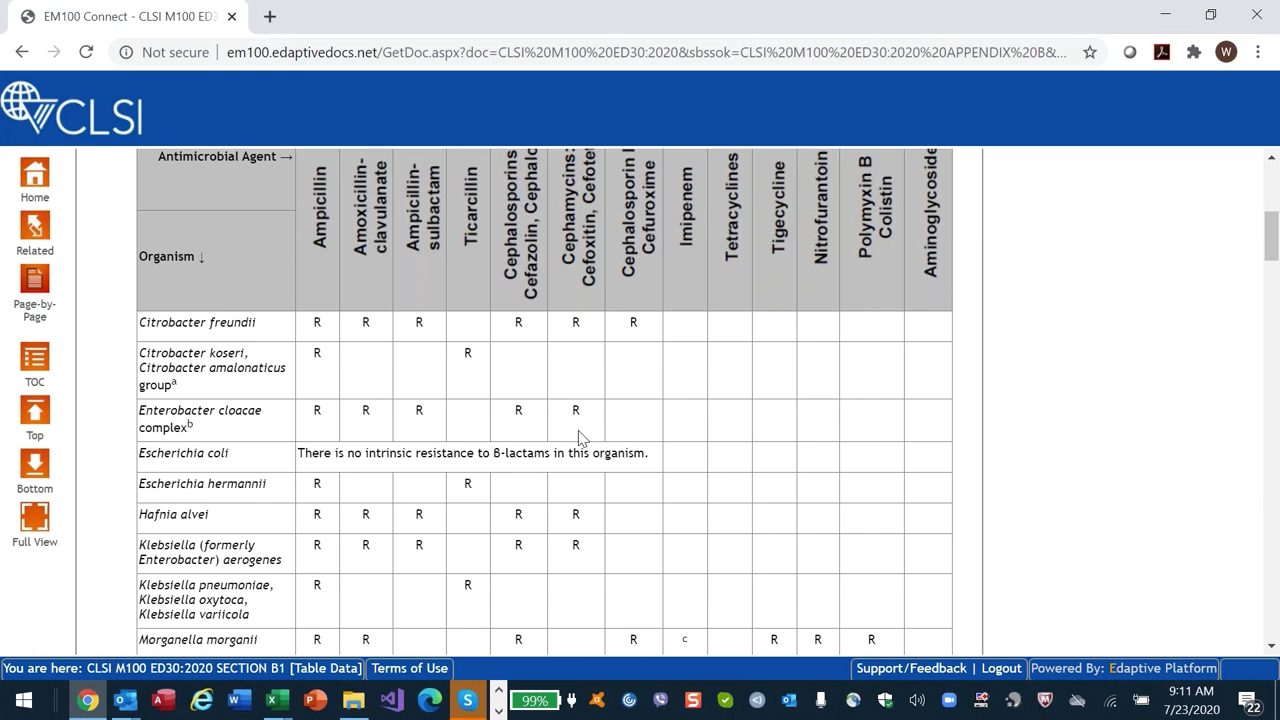 EM100 Connect - CLSI M100 ED3
Not secure
em100.edaptivedocs.net/GetDoc.aspx?doc=CLSI%20M100%20ED30:2020&sbssok=CLSI%20M100%20ED30:2020%20APPENDIX%20B&...
W
CLSI
Home
Related
Page-by-
Page
TOC
Top
Bottom
Full View
Antimicrobial Agent →
Organism ↓
Ampicillin
Amoxicillin-
clavulanate
Ampicillin-
sulbactam
Ticarcillin
Cephalosporins
Cefazolin, Cephalo
Cephamycins:
Cefoxitin, Cefotet
Cephalosporin I
Cefuroxime
Imipenem
Tetracyclines
Tigecycline
Nitrofurantoin
Polymyxin B
Colistin
Aminoglycoside
Citrobacter freundii R R R R R R
Citrobacter koseri, R R
Citrobacter amalonaticus
group^a
Enterobacter cloacae R R R R R
complex^b
Escherichia coli There is no intrinsic resistance to β-lactams in this organism.
Escherichia hermannii R R
Hafnia alvei R R R R R
Klebsiella (formerly R R R R R
Enterobacter) aerogenes
Klebsiella pneumoniae, R R
Klebsiella oxytoca,
Klebsiella variicola
Morganella morganii R R R R c R R R
You are here: CLSI M100 ED30:2020 SECTION B1 [Table Data] Terms of Use Support/Feedback | Logout Powered By: Edaptive Platform
99%
9:11 AM
7/23/2020
22